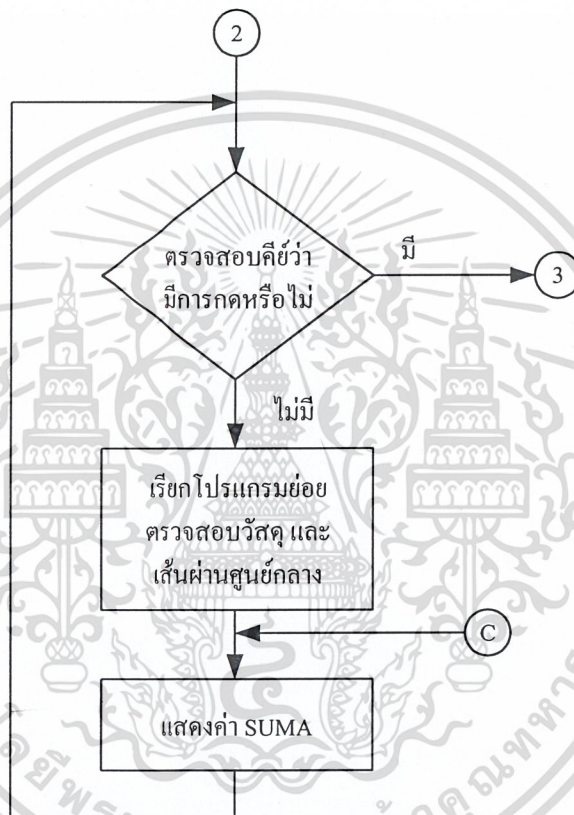 2
ตรวจสอบคีย์ว่า
มีการกดหรือไม่
มี
3
ไม่มี
เรียกโปรแกรมย่อย
ตรวจสอบวัสดุ และ
เส้นผ่านศูนย์กลาง
C
แสดงค่า SUMA